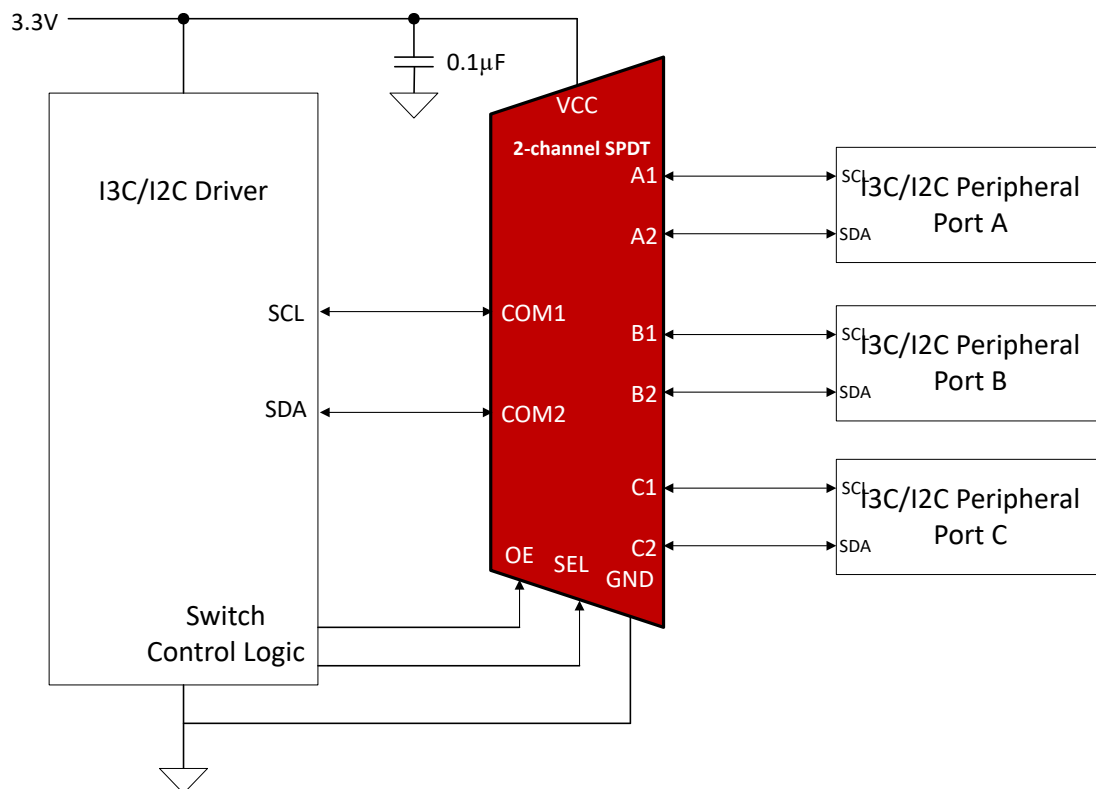 3.3V
0.1μF
VCC
2-channel SPDT
I3C/I2C Driver
A1
SCL
I3C/I2C Peripheral
Port A
A2
SDA
SCL
COM1
B1
SCL
I3C/I2C Peripheral
Port B
B2
SDA
SDA
COM2
C1
SCL
I3C/I2C Peripheral
Port C
C2
SDA
OE
SEL
GND
Switch
Control Logic